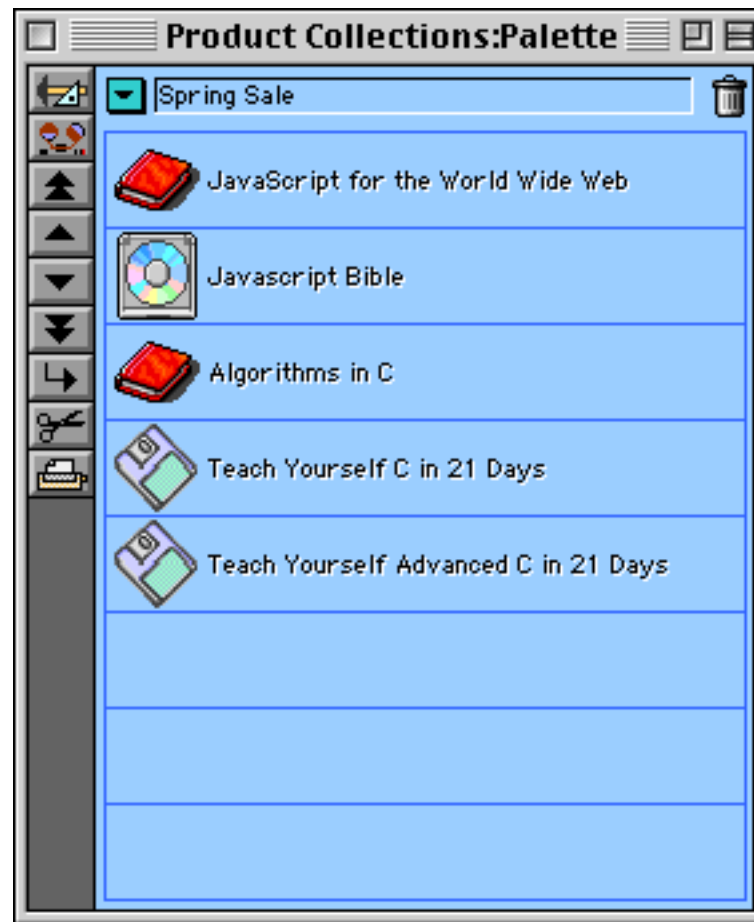 Product Collections:Palette
Spring Sale
JavaScript for the World Wide Web
Javascript Bible
Algorithms in C
Teach Yourself C in 21 Days
Teach Yourself Advanced C in 21 Days